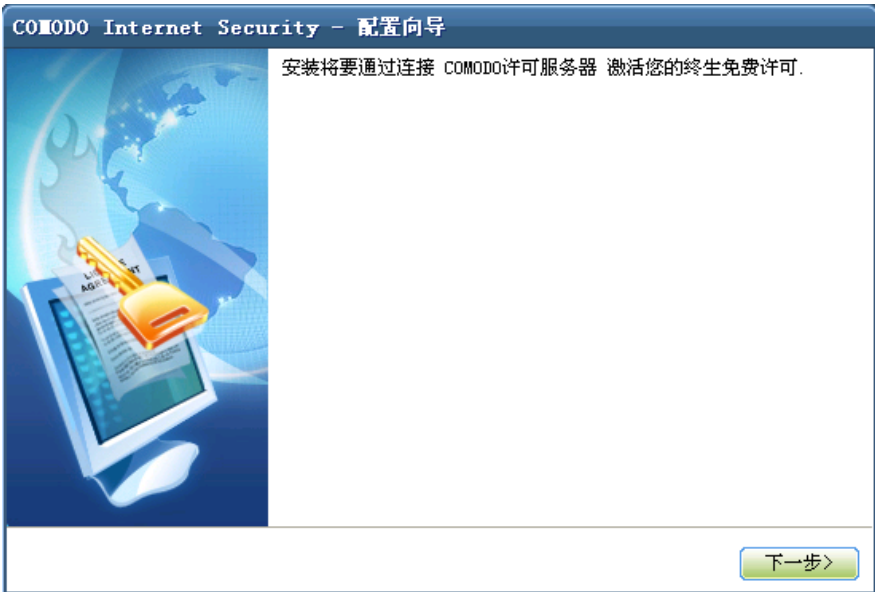 COMODO Internet Security - 配置向导
安装将要通过连接 COMODO许可服务器 激活您的终生免费许可.
AGREEMENT
下一步>